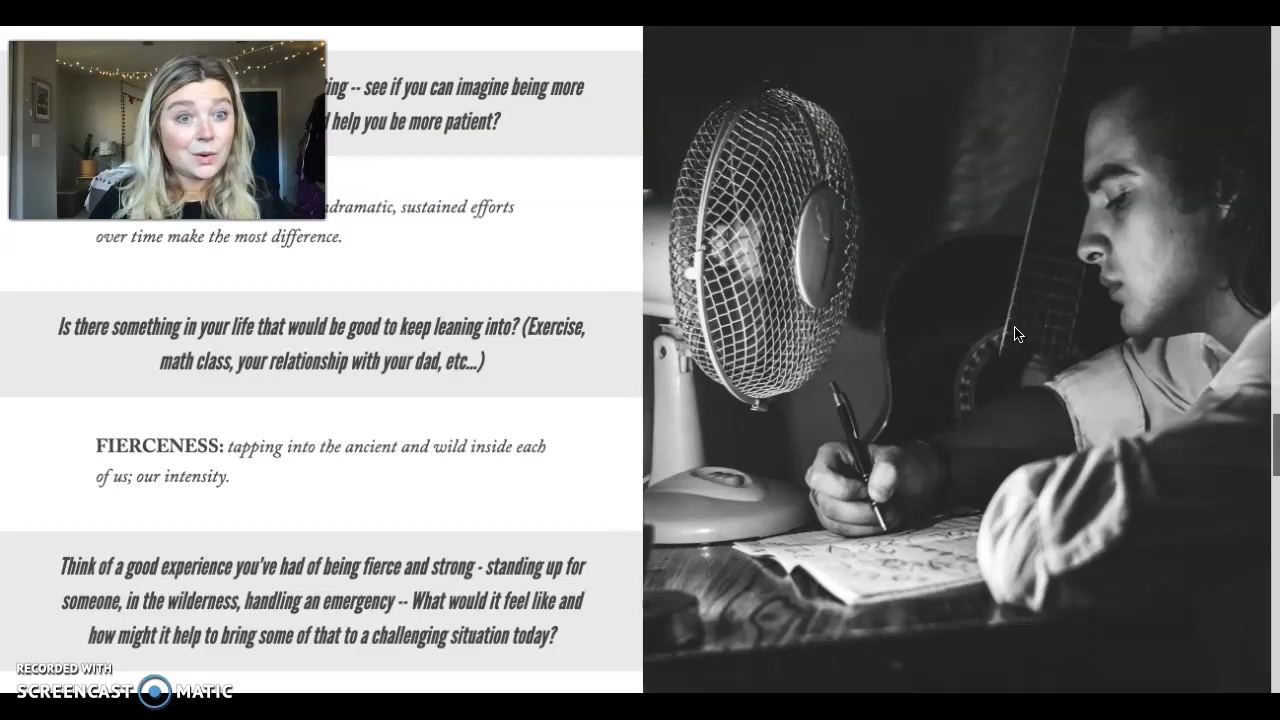 -- see if you can imagine being more
help you be more patient?
sustained efforts
over time make the most difference.
Is there something in your life that would be good to keep leaning into? (Exercise,
math class, your relationship with your dad, etc...)
FIERCENESS: tapping into the ancient and wild inside each
of us; our intensity.
Think of a good experience you've had of being fierce and strong - standing up for
someone, in the wilderness, handling an emergency -- What would it feel like and
how might it help to bring some of that to a challenging situation today?
RECORDED WITH
SCREENCAST MATIC